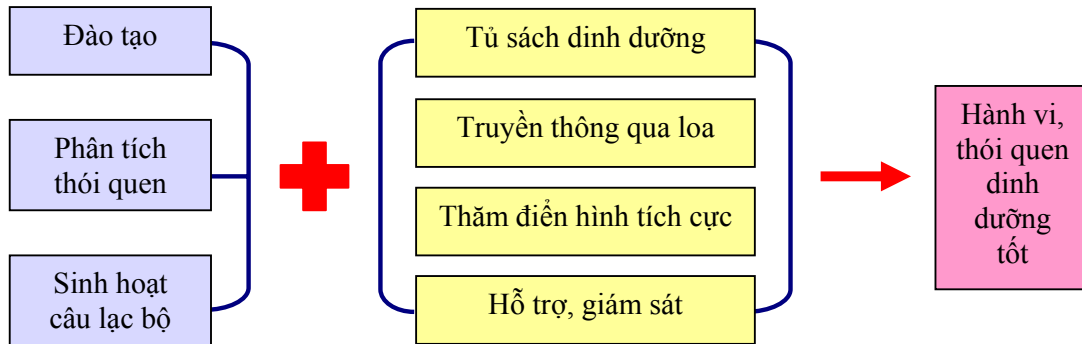 Đào tạo
Phân tích
thói quen
Sinh hoạt
câu lạc bộ
Tủ sách dinh dưỡng
Truyền thông qua loa
Thăm điển hình tích cực
Hỗ trợ, giám sát
Hành vi,
thói quen
dinh
dưỡng
tốt